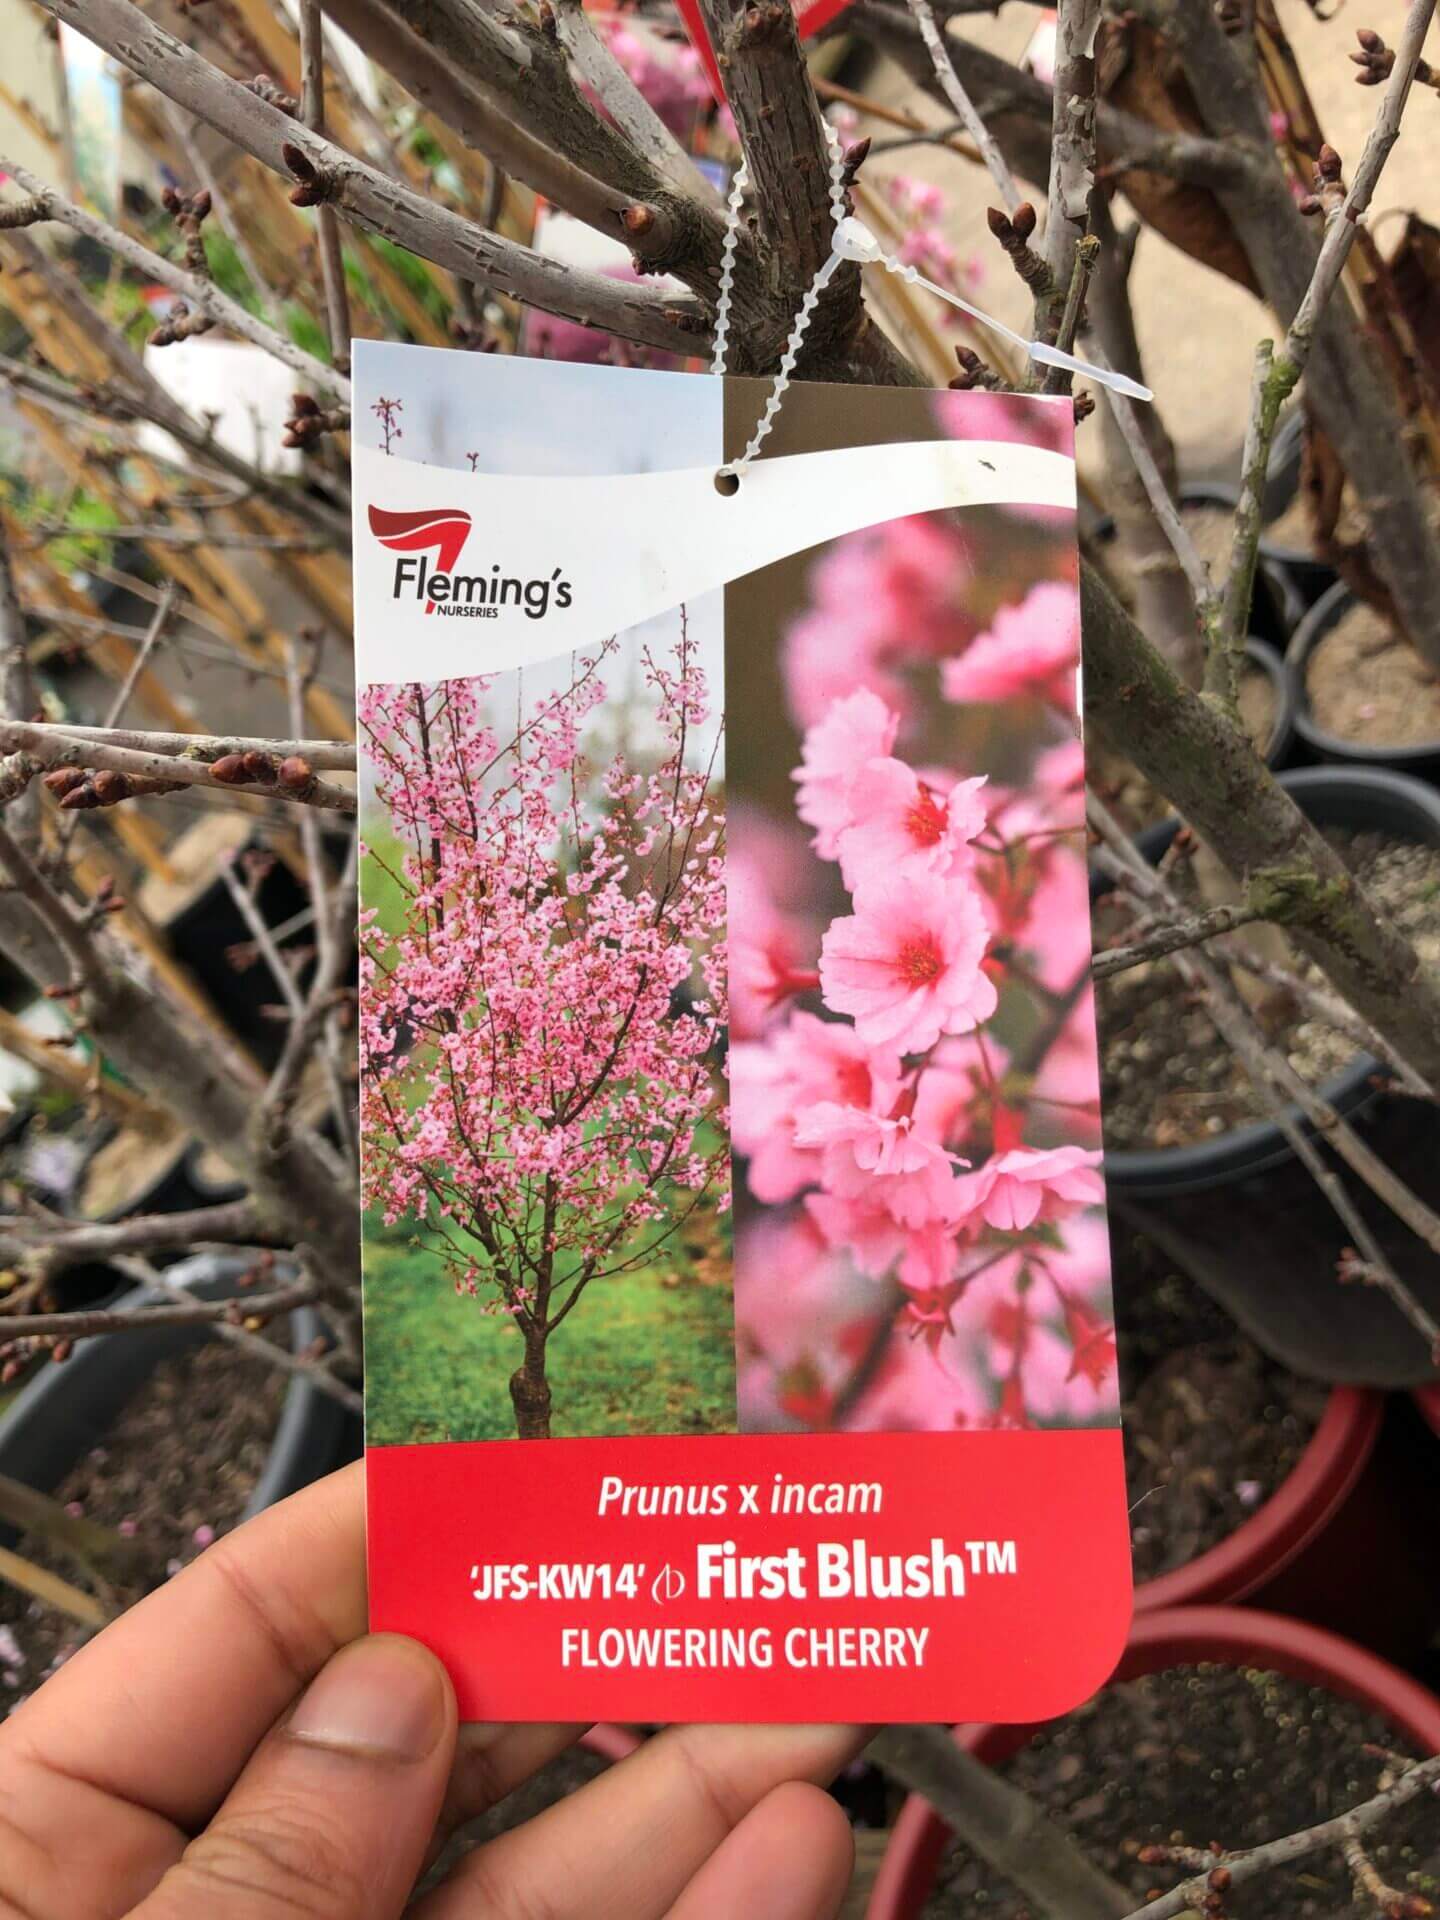 Fleming's
NURSERIES
Prunus x incam
'JFS-KW14' First Blush™
FLOWERING CHERRY